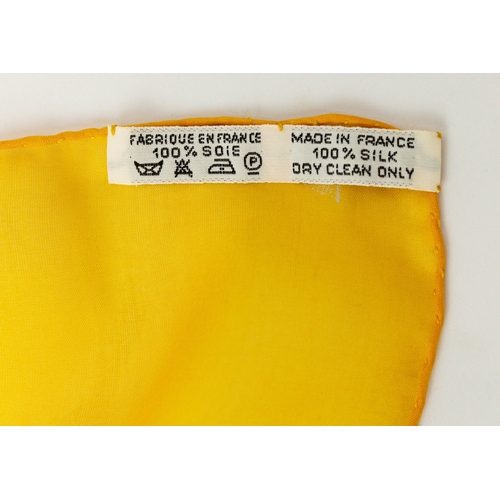 FABRIQUE EN FRANCE
100% SOIE
P
MADE IN FRANCE
100% SILK
DRY CLEAN ONLY